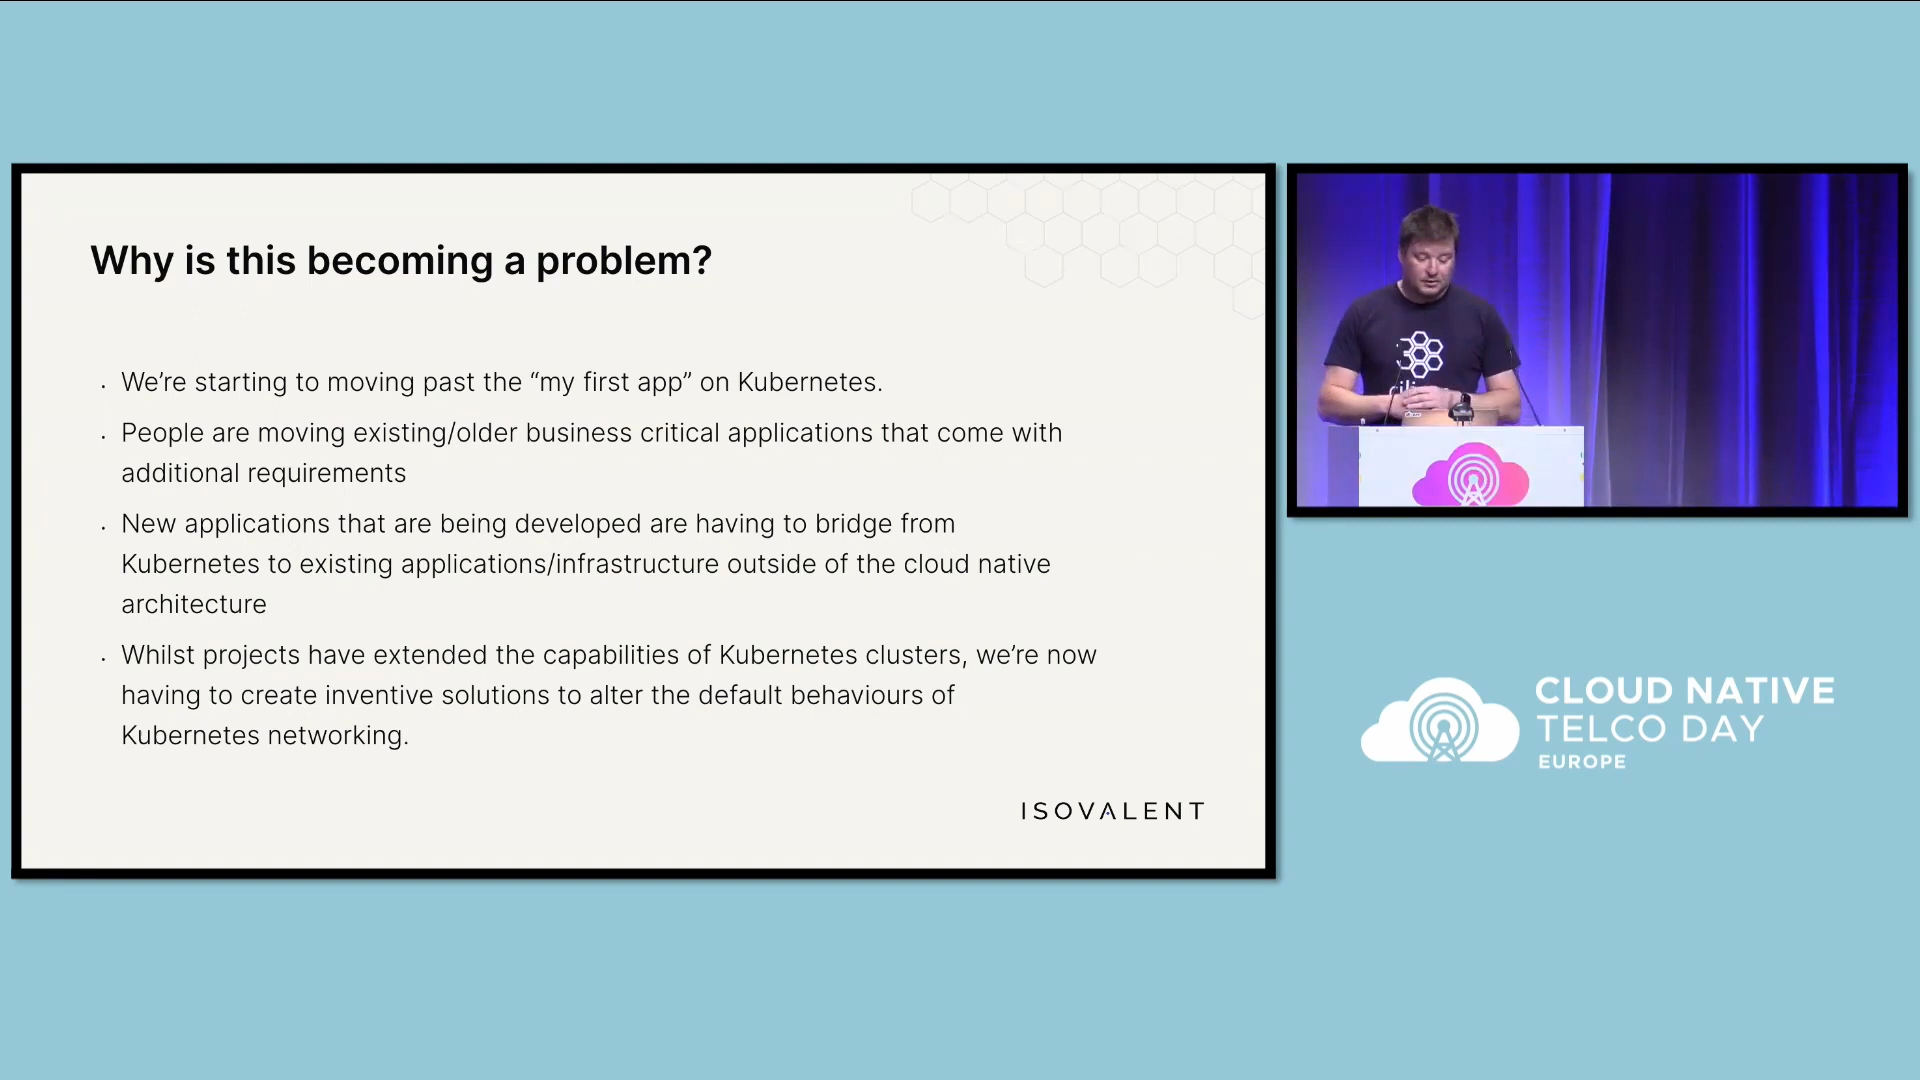 Why is this becoming a problem?
We’re starting to moving past the “my first app” on Kubernetes.
People are moving existing/older business critical applications that come with
additional requirements
New applications that are being developed are having to bridge from
Kubernetes to existing applications/infrastructure outside of the cloud native
architecture
Whilst projects have extended the capabilities of Kubernetes clusters, we’re now
having to create inventive solutions to alter the default behaviours of
Kubernetes networking.
ISOVALENT
CLOUD NATIVE
TELCO DAY
EUROPE